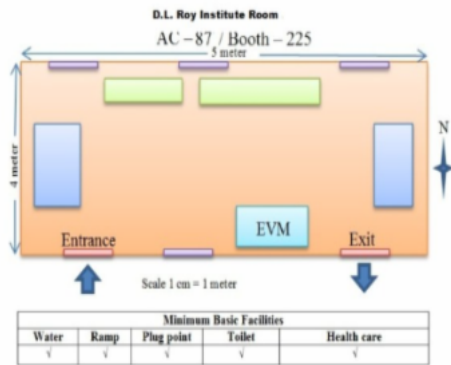 D.L. Roy Institute Room
AC – 87 / Booth – 225
5 meter
4 meter
N
Entrance
EVM
Exit
Scale 1 cm = 1 meter
Minimum Basic Facilities
Water Ramp Plug point Toilet Health care
√ √ √ √ √